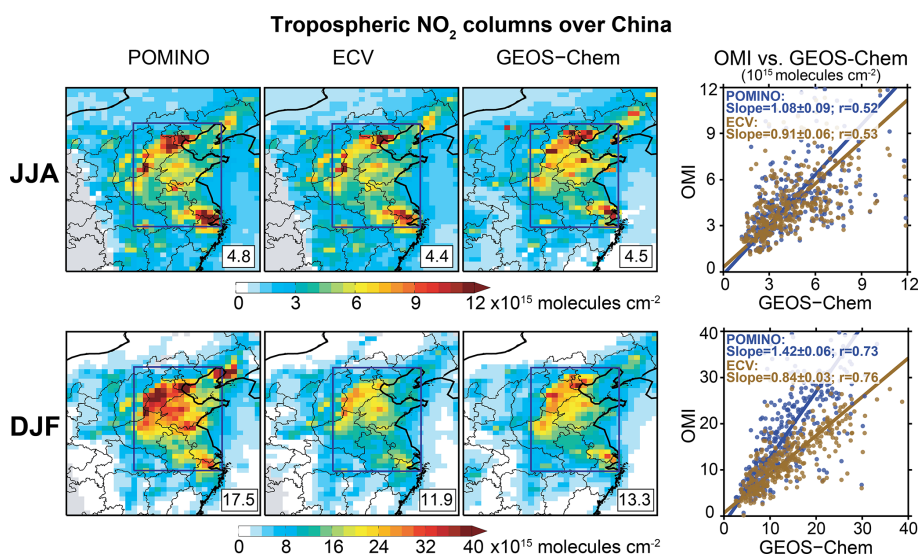 Tropospheric NO2 columns over China
POMINO
ECV
GEOS−Chem
OMI vs. GEOS-Chem
(10^15 molecules cm^-2)
JJA
4.8
4.4
4.5
0 3 6 9 12 x10^15 molecules cm^-2
12
9
6
3
0
OMI
POMINO:
Slope=1.08±0.09; r=0.52
ECV:
Slope=0.91±0.06; r=0.53
0 3 6 9 12
GEOS−Chem
DJF
17.5
11.9
13.3
0 8 16 24 32 40 x10^15 molecules cm^-2
40
30
20
10
0
OMI
POMINO:
Slope=1.42±0.06; r=0.73
ECV:
Slope=0.84±0.03; r=0.76
0 10 20 30 40
GEOS−Chem